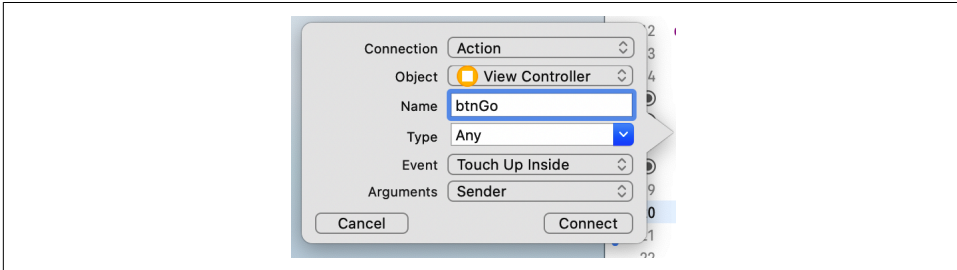 Connection Action
Object View Controller
Name btnGo
Type Any
Event Touch Up Inside
Arguments Sender
Cancel Connect